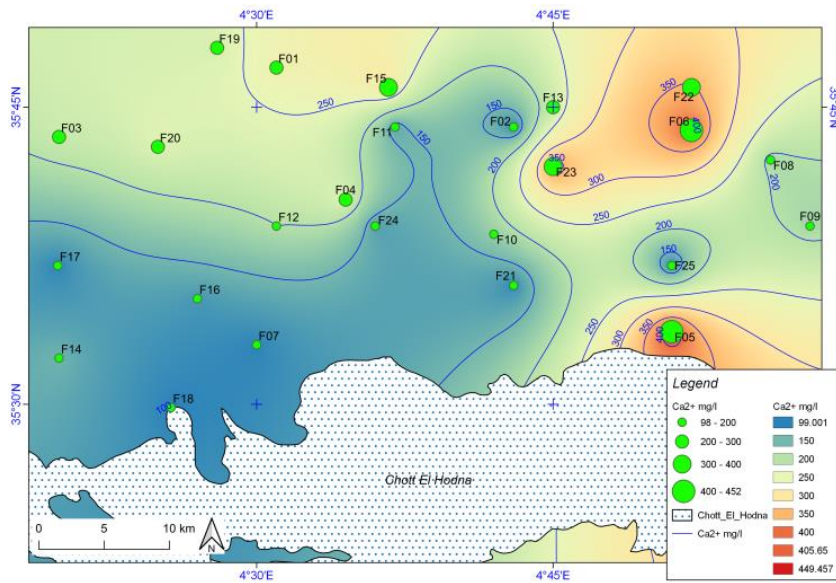 4°30'E 4°45'E
35°45'N 35°45'N
35°30'N 35°30'N
F19
F01
F15
F22
250
350
F13
150
F02
F06
400
F11
150
F03
F20
350
F23
F08
200
300
200
F04
250
F12
F24
F10
200
F09
150
F25
F17
F21
F16
250
300
350
400
F05
F07
F14
100
F18
Chott El Hodna
0 5 10 km
N
4°30'E 4°45'E
Legend
Ca2+ mg/l
98 - 200
200 - 300
300 - 400
400 - 452
Chott_El_Hodna
Ca2+ mg/l
Ca2+ mg/l
99.001
150
200
250
300
350
400
405.65
449.457